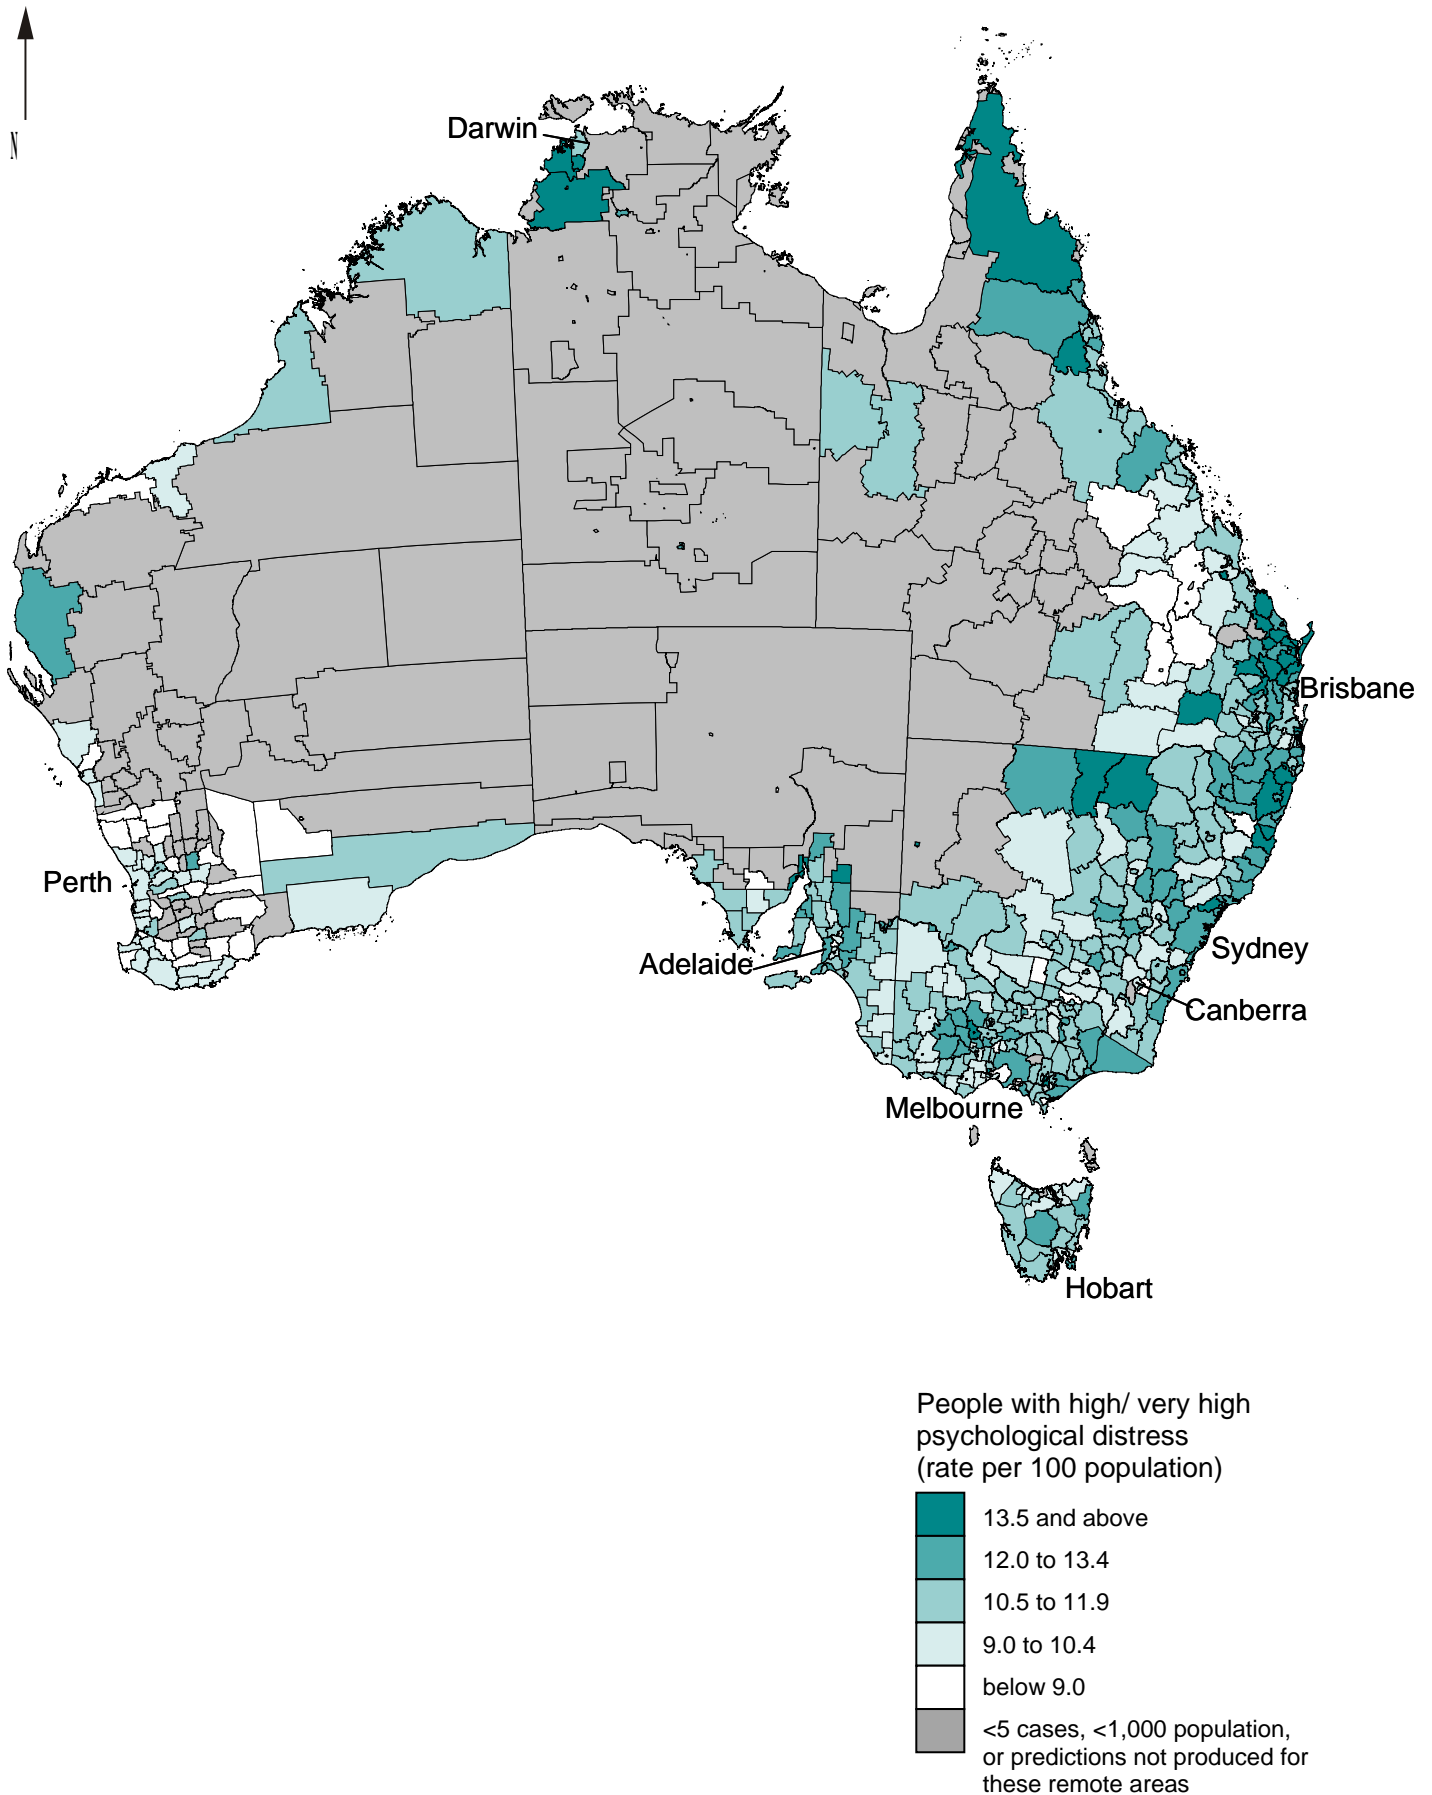 N
Darwin
Brisbane
Perth
Sydney
Adelaide
Canberra
Melbourne
Hobart
People with high/ very high
psychological distress
(rate per 100 population)
13.5 and above
12.0 to 13.4
10.5 to 11.9
9.0 to 10.4
below 9.0
<5 cases, <1,000 population,
or predictions not produced for
these remote areas